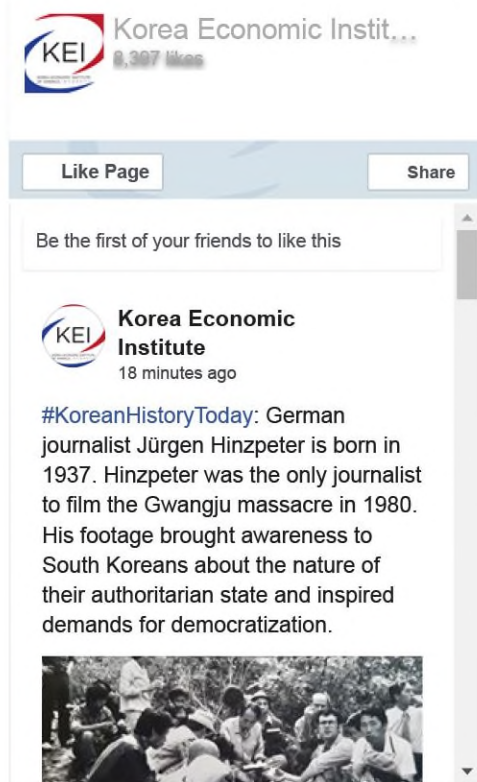 KEI
Korea Economic Instit...
8,397 likes
Like Page
Share
Be the first of your friends to like this
KEI
Korea Economic
Institute
18 minutes ago
#KoreanHistoryToday: German
journalist Jürgen Hinzpeter is born in
1937. Hinzpeter was the only journalist
to film the Gwangju massacre in 1980.
His footage brought awareness to
South Koreans about the nature of
their authoritarian state and inspired
demands for democratization.